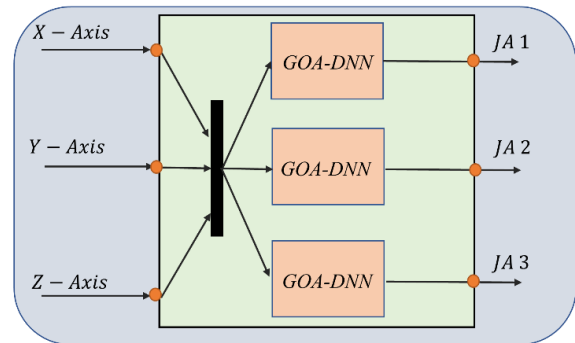 X – Axis
GOA-DNN
JA 1
Y – Axis
GOA-DNN
JA 2
Z – Axis
GOA-DNN
JA 3